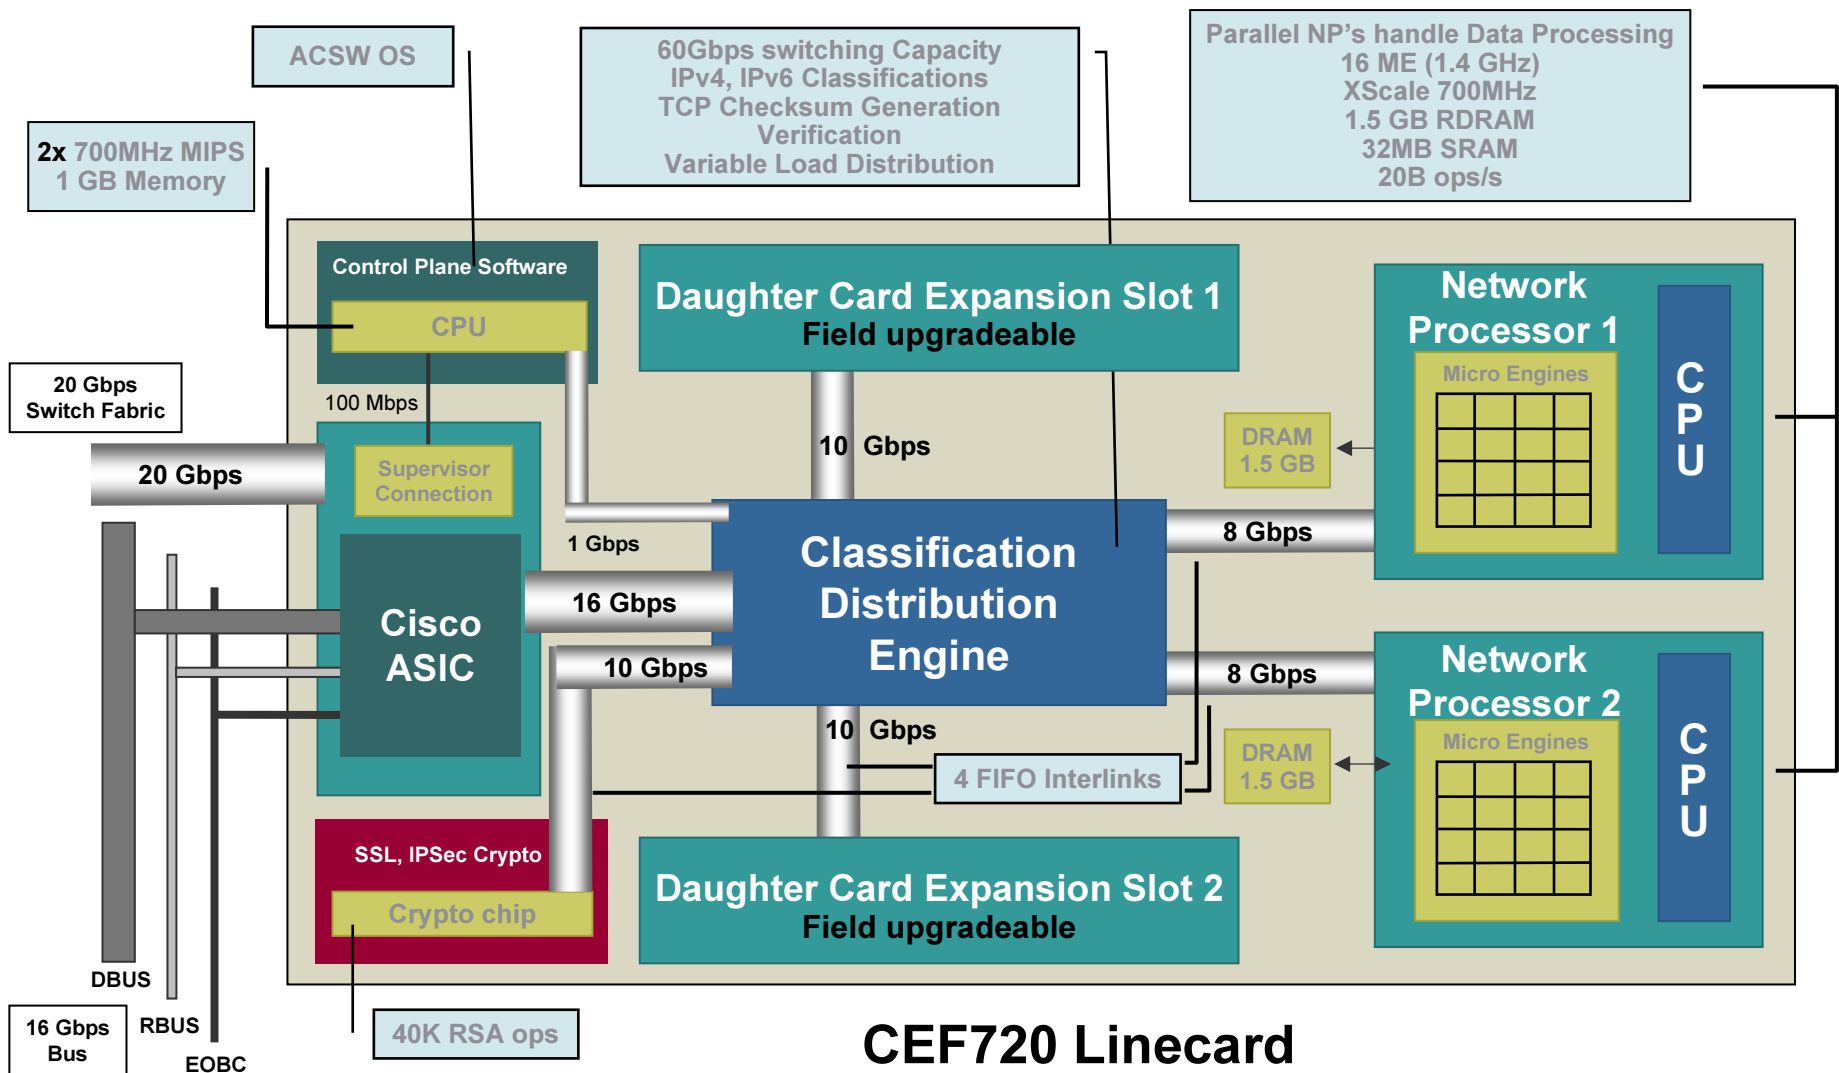 ACSW OS
60Gbps switching Capacity
IPv4, IPv6 Classifications
TCP Checksum Generation
Verification
Variable Load Distribution
Parallel NP's handle Data Processing
16 ME (1.4 GHz)
XScale 700MHz
1.5 GB RDRAM
32MB SRAM
20B ops/s
2x 700MHz MIPS
1 GB Memory
Control Plane Software
CPU
Daughter Card Expansion Slot 1
Field upgradeable
Network
Processor 1
Micro Engines
C
P
U
20 Gbps
Switch Fabric
100 Mbps
10 Gbps
DRAM
1.5 GB
20 Gbps
Supervisor
Connection
1 Gbps
Classification
Distribution
Engine
8 Gbps
16 Gbps
Cisco
ASIC
10 Gbps
8 Gbps
Network
Processor 2
Micro Engines
C
P
U
10 Gbps
4 FIFO Interlinks
DRAM
1.5 GB
SSL, IPSec Crypto
Crypto chip
Daughter Card Expansion Slot 2
Field upgradeable
DBUS
RBUS
EOBC
16 Gbps
Bus
40K RSA ops
CEF720 Linecard